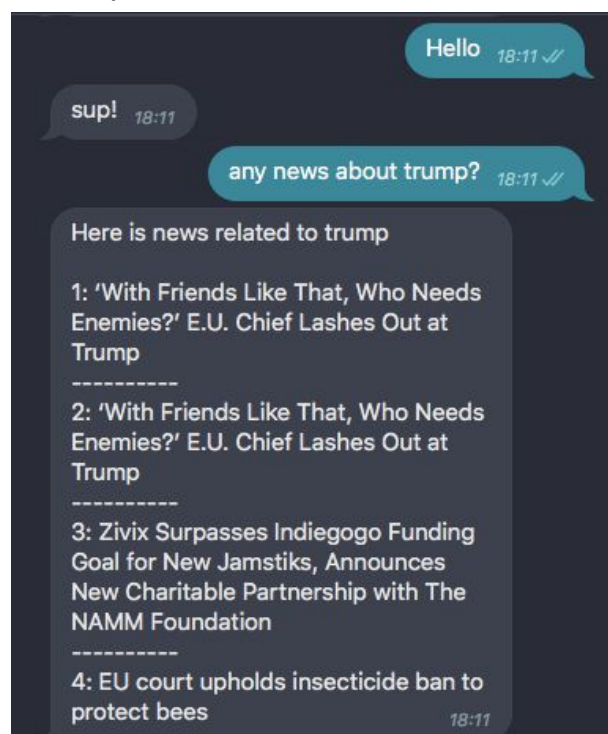 Hello 18:11
sup! 18:11
any news about trump? 18:11
Here is news related to trump
1: ‘With Friends Like That, Who Needs
Enemies?’ E.U. Chief Lashes Out at
Trump
----------
2: ‘With Friends Like That, Who Needs
Enemies?’ E.U. Chief Lashes Out at
Trump
----------
3: Zivix Surpasses Indiegogo Funding
Goal for New Jamstiks, Announces
New Charitable Partnership with The
NAMM Foundation
----------
4: EU court upholds insecticide ban to
protect bees 18:11